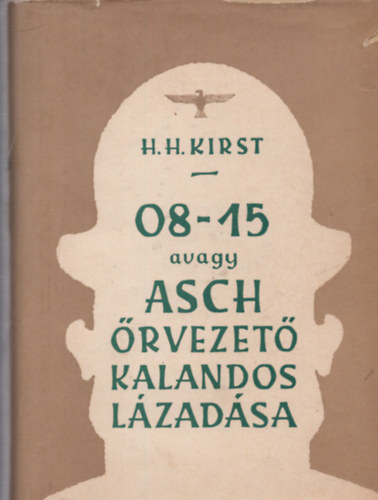 H.H. KIRST
08-15
avagy
ASCH
ŐRVEZETŐ
KALANDOS
LÁZADÁSA